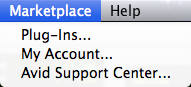 Marketplace Help
Plug-Ins...
My Account...
Avid Support Center...